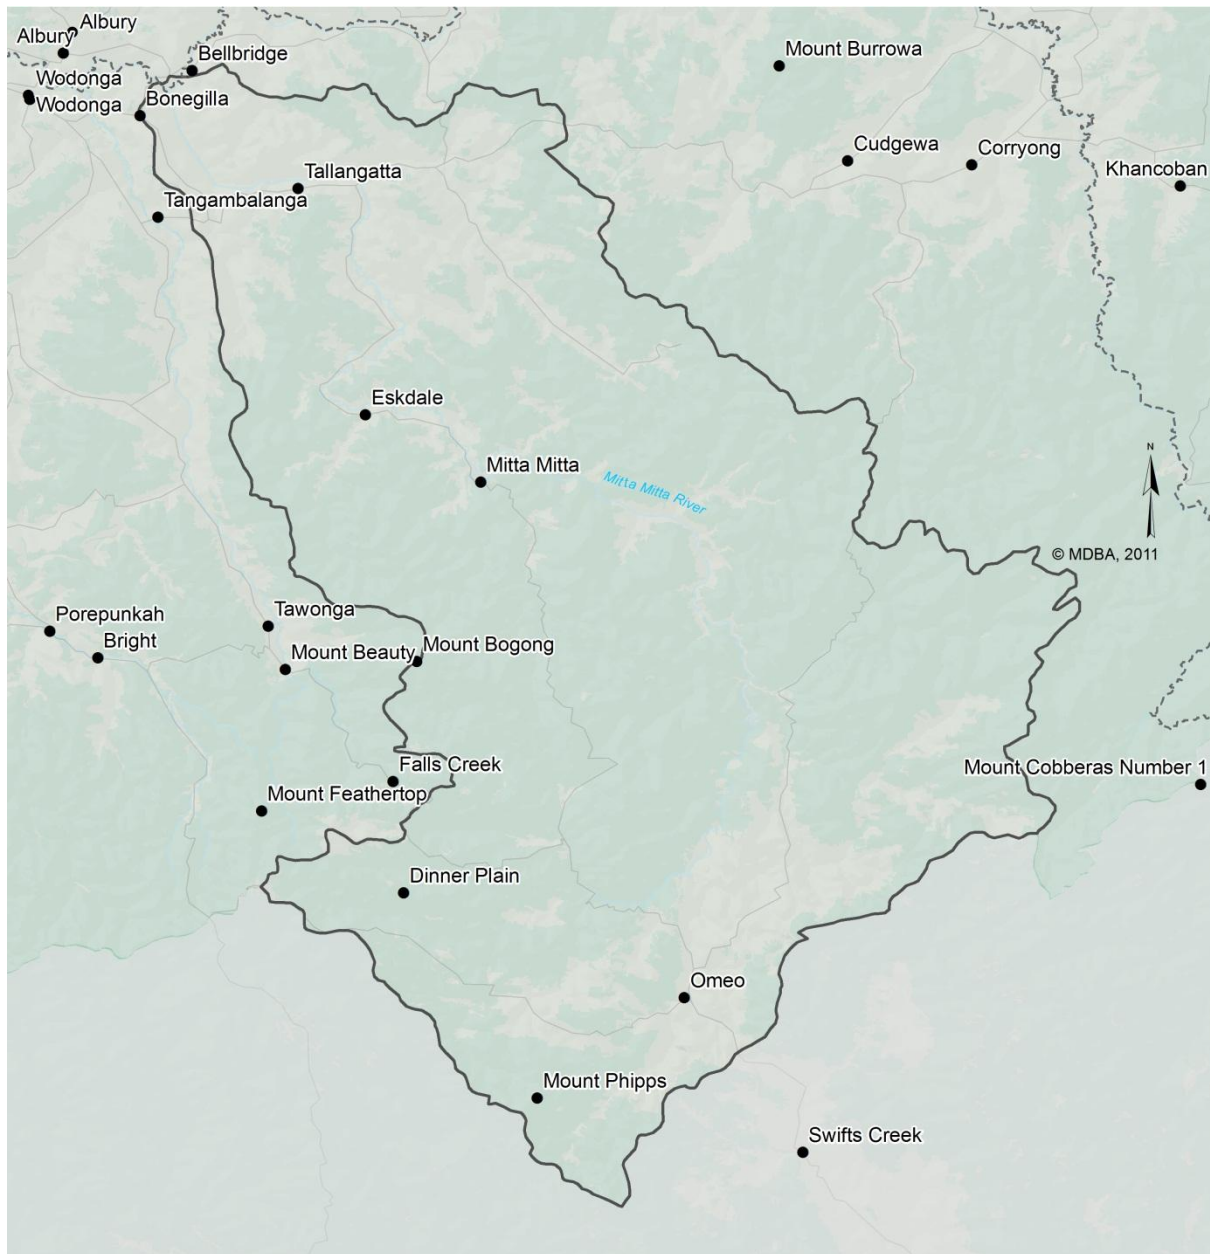 Albury
Albury
Bellbridge
Mount Burrowa
Wodonga
Wodonga
Bonegilla
Cudgewa
Corryong
Khancoban
Tallangatta
Tangambalanga
Eskdale
Mitta Mitta
Mitta Mitta River
N
© MDBA, 2011
Porepunkah
Bright
Tawonga
Mount Beauty
Mount Bogong
Falls Creek
Mount Cobberas Number 1
Mount Feathertop
Dinner Plain
Omeo
Mount Phipps
Swifts Creek